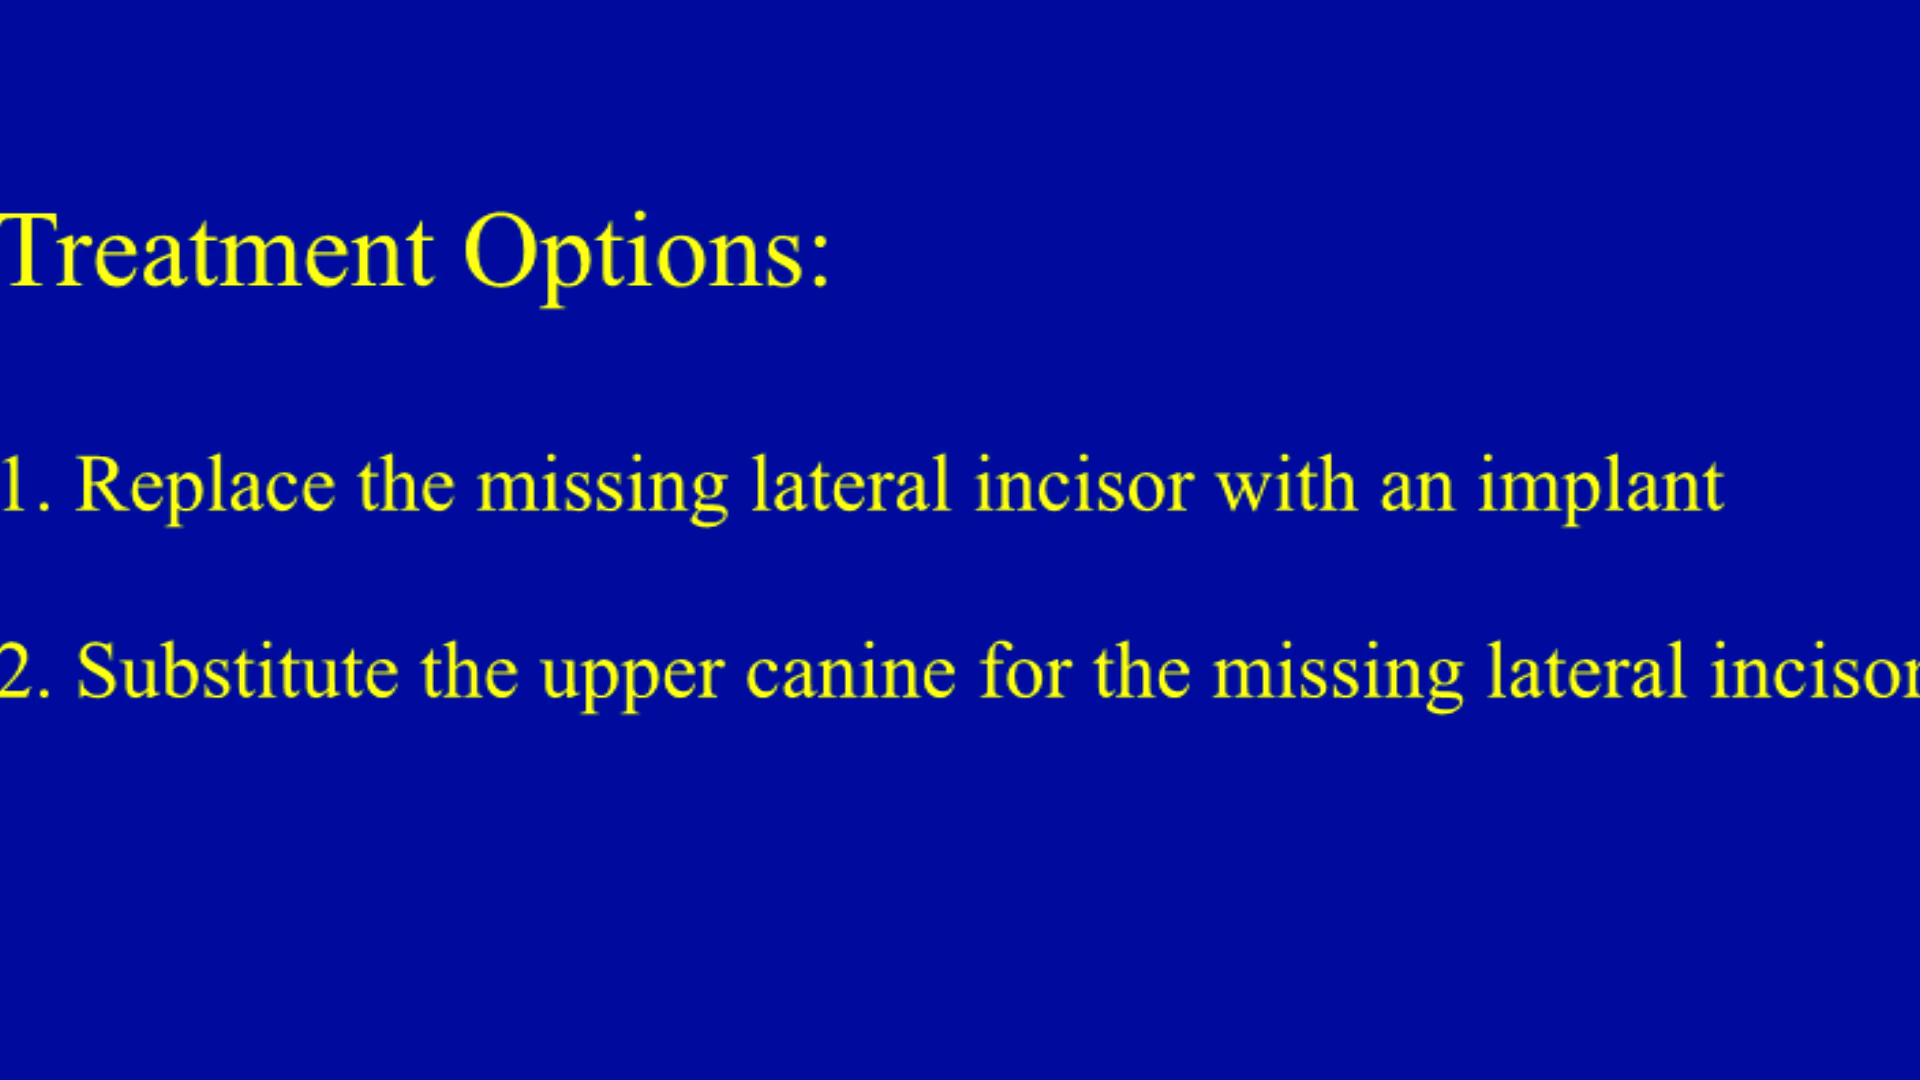 Treatment Options:
1. Replace the missing lateral incisor with an implant
2. Substitute the upper canine for the missing lateral incisor